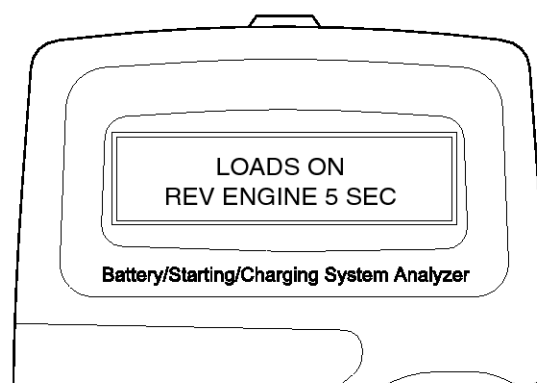 LOADS ON
REV ENGINE 5 SEC
Battery/Starting/Charging System Analyzer